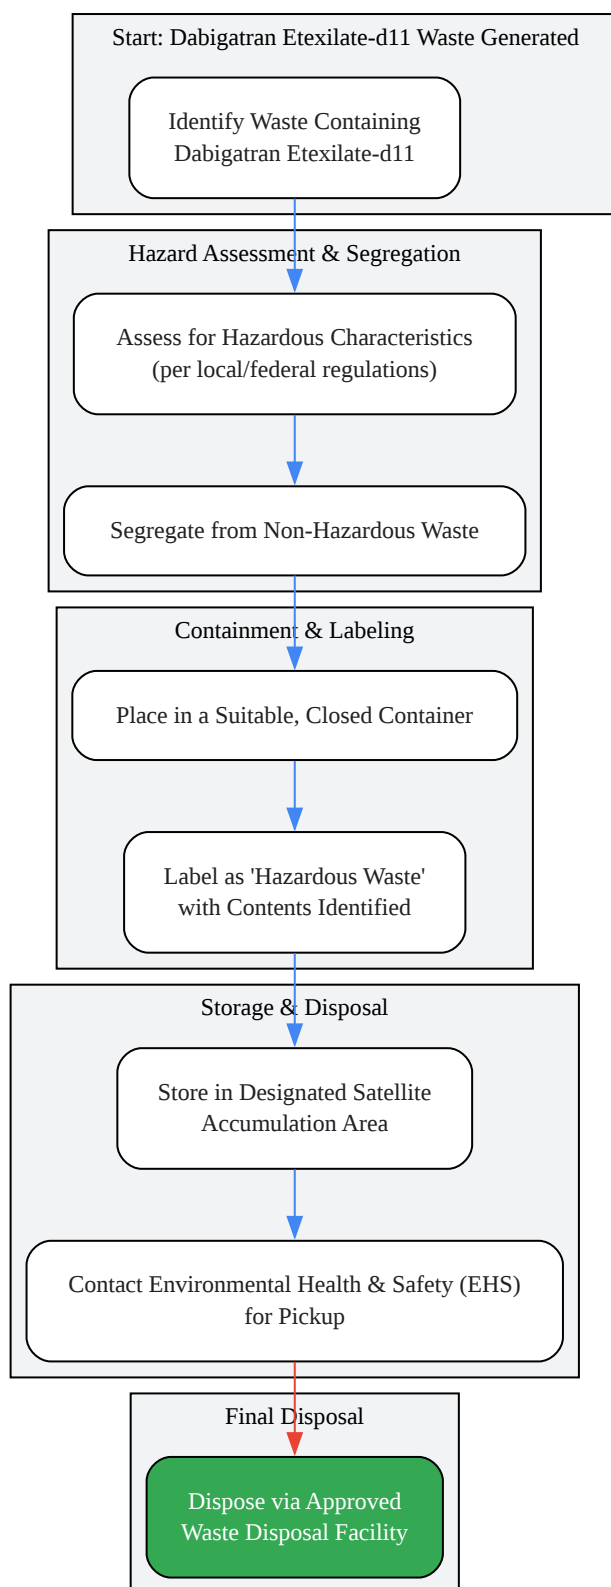 Start: Dabigatran Etexilate-d11 Waste Generated
Identify Waste Containing
Dabigatran Etexilate-d11
Hazard Assessment & Segregation
Assess for Hazardous Characteristics
(per local/federal regulations)
Segregate from Non-Hazardous Waste
Containment & Labeling
Place in a Suitable, Closed Container
Label as 'Hazardous Waste'
with Contents Identified
Storage & Disposal
Store in Designated Satellite
Accumulation Area
Contact Environmental Health & Safety (EHS)
for Pickup
Final Disposal
Dispose via Approved
Waste Disposal Facility